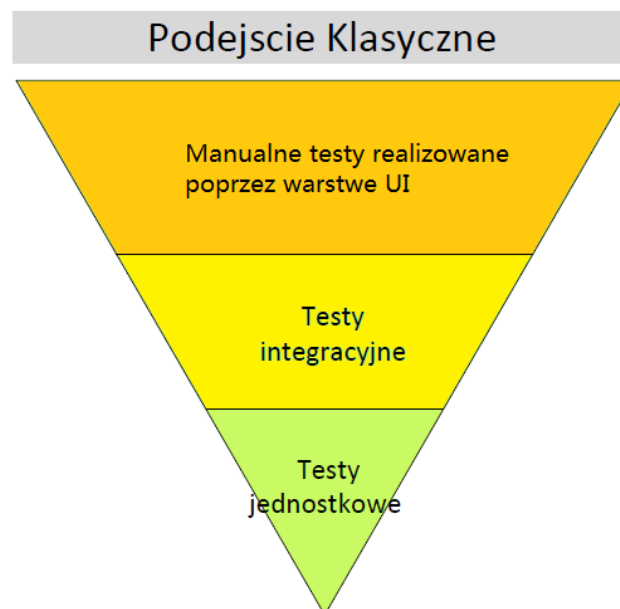 Podejscie Klasyczne
Manualne testy realizowane
poprzez warstwe UI
Testy
integracyjne
Testy
jednostkowe